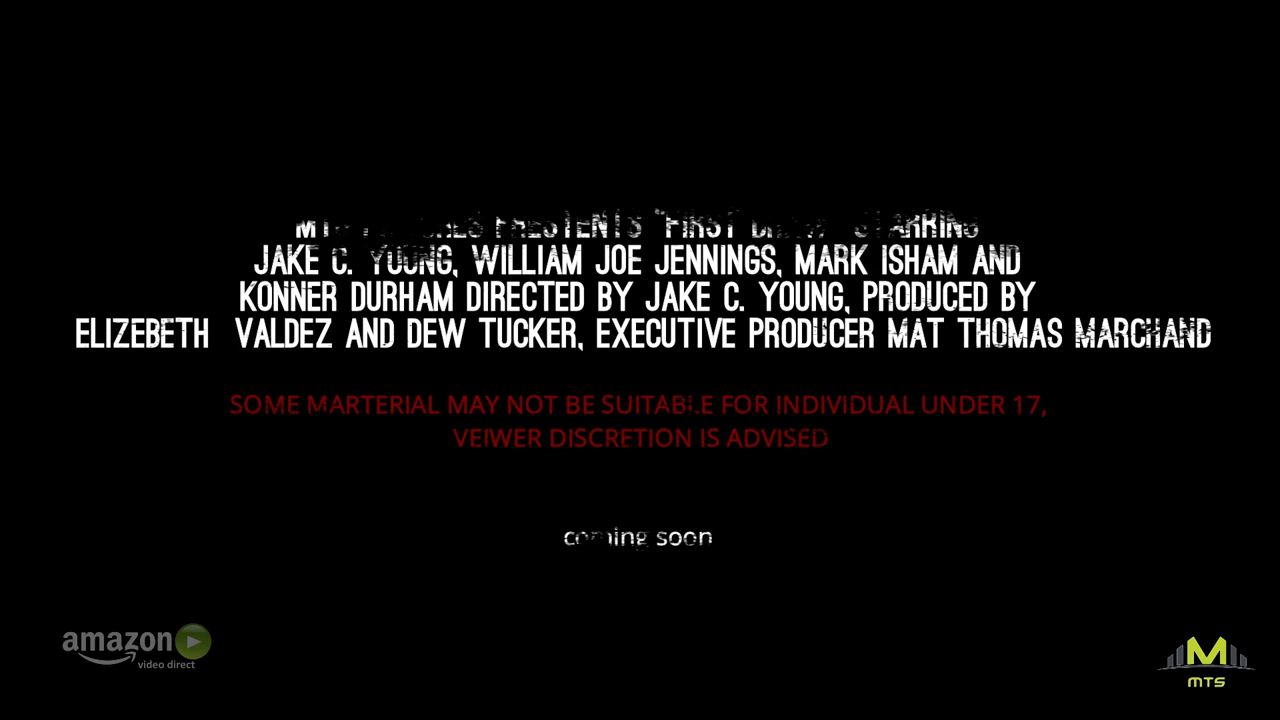 PRESTENTS "FIRST STARRING
JAKE C. YOUNG, WILLIAM JOE JENNINGS, MARK ISHAM AND
KONNER DURHAM DIRECTED BY JAKE C. YOUNG, PRODUCED BY
ELIZEBETH VALDEZ AND DEW TUCKER, EXECUTIVE PRODUCER MAT THOMAS MARCHAND
SOME MARTERIAL MAY NOT BE SUITABLE FOR INDIVIDUAL UNDER 17,
VEIWER DISCRETION IS ADVISED
coming soon
amazon
video direct
M
MTS